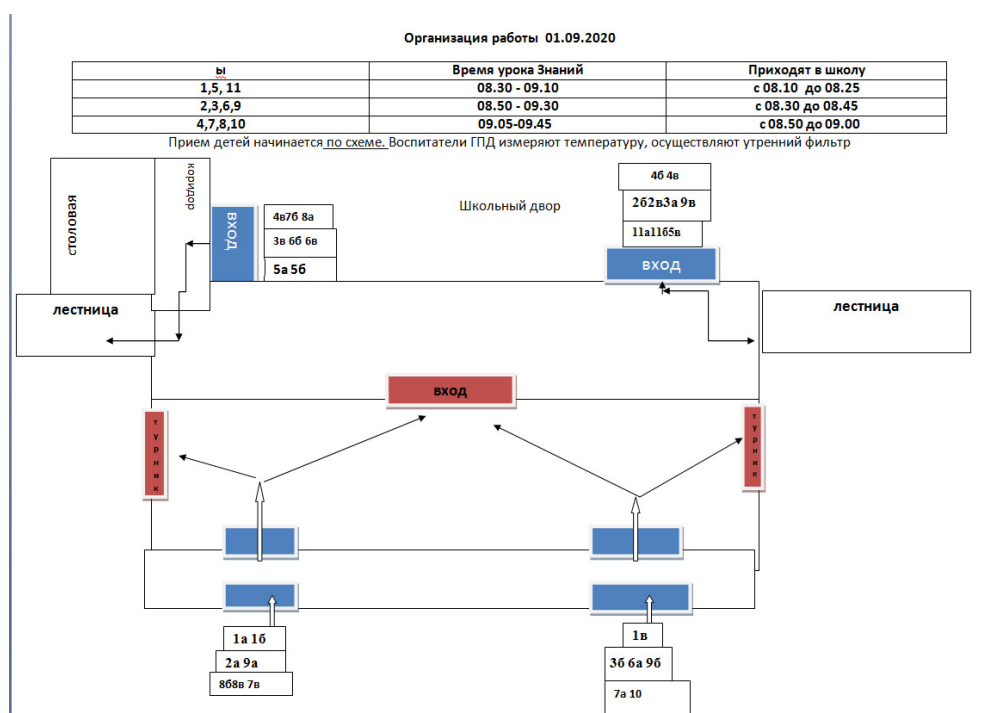 Организация работы 01.09.2020
ы Время урока Знаний Приходят в школу
1,5, 11 08.30 - 09.10 с 08.10 до 08.25
2,3,6,9 08.50 - 09.30 с 08.30 до 08.45
4,7,8,10 09.05-09.45 с 08.50 до 09.00
Прием детей начинается по схеме. Воспитатели ГПД измеряют температуру, осуществляют утренний фильтр
столовая
коридор
вход
4в7б 8а
3в 6б 6в
5а 5б
Школьный двор
4б 4в
2б2в3а 9в
11а11б5в
вход
лестница
лестница
вход
турник
турник
1а 1б
2а 9а
8б8в 7в
1в
3б 6а 9б
7а 10